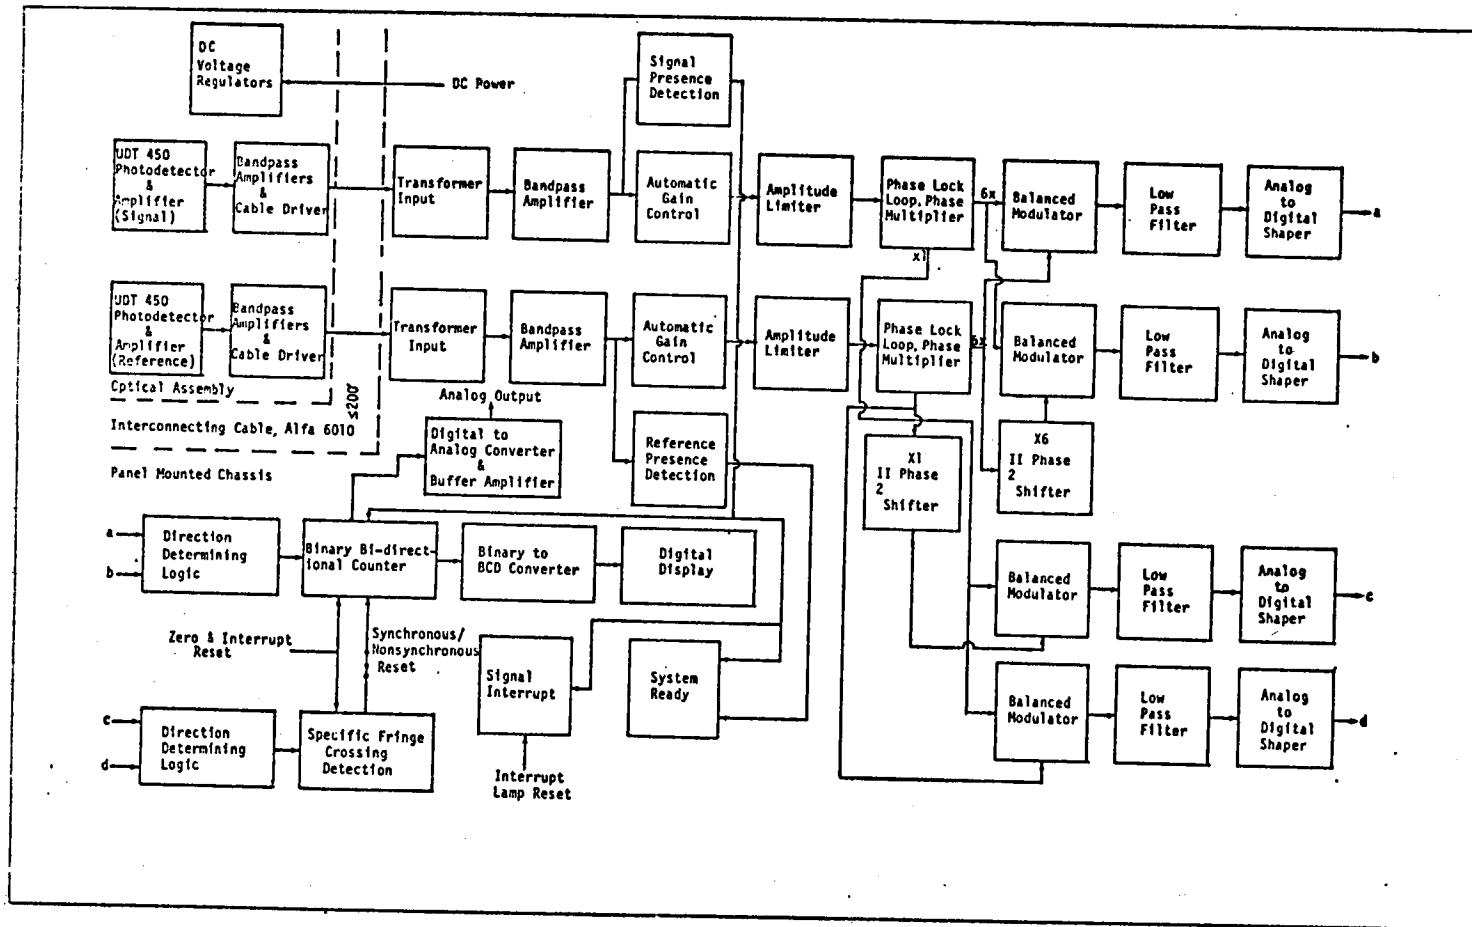 DC
Voltage
Regulators
DC Power
Signal
Presence
Detection
UDT 450
Photodetector
&
Amplifier
(Signal)
Bandpass
Amplifiers
&
Cable Driver
Transformer
Input
Bandpass
Amplifier
Automatic
Gain
Control
Amplitude
Limiter
Phase Lock
Loop, Phase
Multiplier
6x
x1
Balanced
Modulator
Low
Pass
Filter
Analog
to
Digital
Shaper
a
UDT 450
Photodetector
&
Amplifier
(Reference)
Bandpass
Amplifiers
&
Cable Driver
Transformer
Input
Bandpass
Amplifier
Automatic
Gain
Control
Amplitude
Limiter
Phase Lock
Loop, Phase
Multiplier
6x
Balanced
Modulator
Low
Pass
Filter
Analog
to
Digital
Shaper
b
Optical Assembly
≤200'
Interconnecting Cable, Alfa 6010
Panel Mounted Chassis
Analog Output
Digital to
Analog Converter
&
Buffer Amplifier
Reference
Presence
Detection
X1
II Phase
2
Shifter
X6
II Phase
2
Shifter
a
b
Direction
Determining
Logic
Binary Bi-direct-
ional Counter
Binary to
BCD Converter
Digital
Display
Balanced
Modulator
Low
Pass
Filter
Analog
to
Digital
Shaper
c
Zero & Interrupt
Reset
Synchronous/
Nonsynchronous
Reset
Signal
Interrupt
System
Ready
Balanced
Modulator
Low
Pass
Filter
Analog
to
Digital
Shaper
d
c
d
Direction
Determining
Logic
Specific Fringe
Crossing
Detection
Interrupt
Lamp Reset